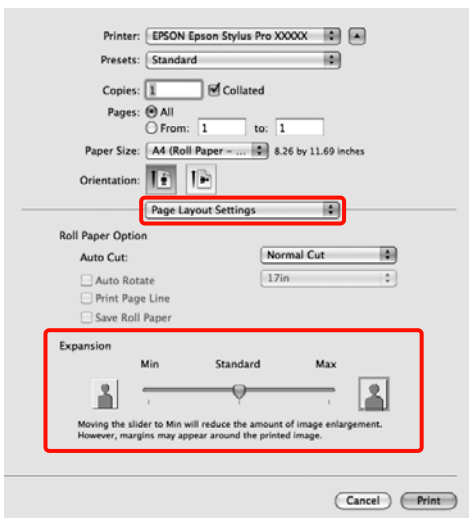 Printer: EPSON Epson Stylus Pro XXXXX
Presets: Standard
Copies: 1 Collated
Pages: All
From: 1 to: 1
Paper Size: A4 (Roll Paper – ... 8.26 by 11.69 inches
Orientation:
Page Layout Settings
Roll Paper Option
Auto Cut: Normal Cut
Auto Rotate 17in
Print Page Line
Save Roll Paper
Expansion
Min Standard Max
Moving the slider to Min will reduce the amount of image enlargement.
However, margins may appear around the printed image.
Cancel Print